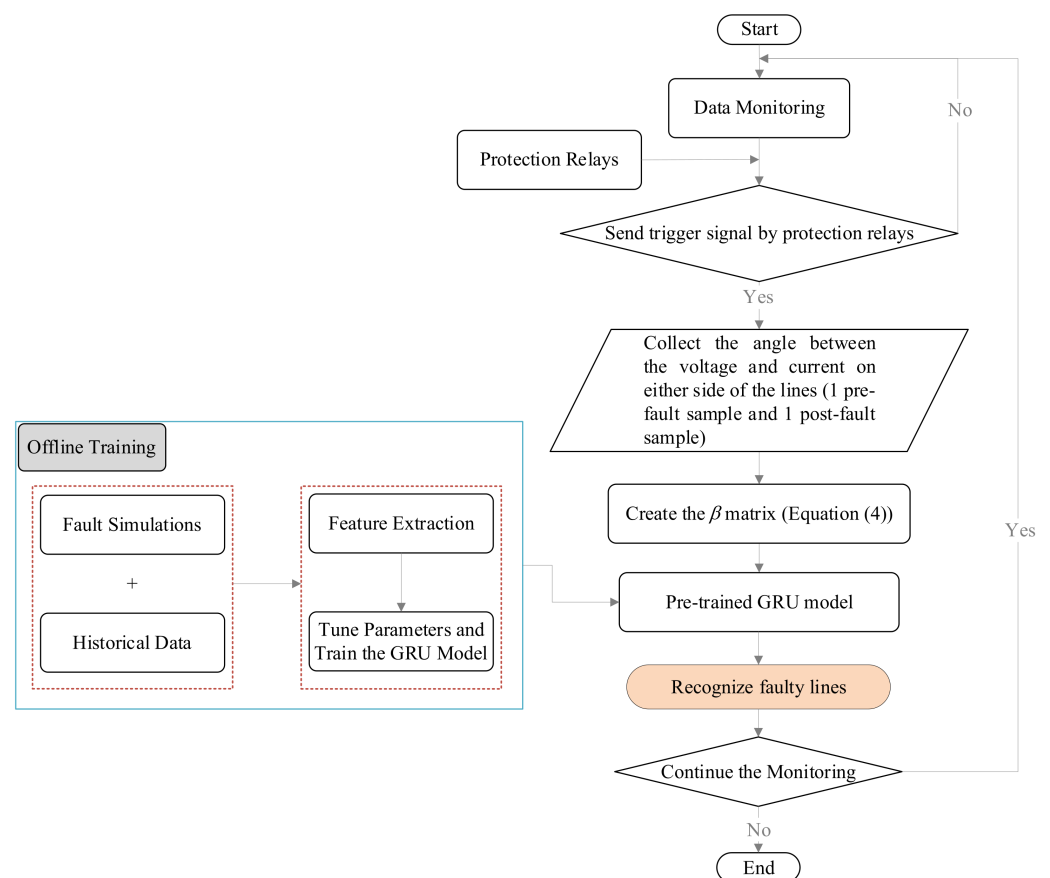 Start
Data Monitoring
No
Protection Relays
Send trigger signal by protection relays
Yes
Collect the angle between
the voltage and current on
either side of the lines (1 pre-
fault sample and 1 post-fault
sample)
Offline Training
Fault Simulations
+
Historical Data
Feature Extraction
Tune Parameters and
Train the GRU Model
Create the β matrix (Equation (4))
Yes
Pre-trained GRU model
Recognize faulty lines
Continue the Monitoring
No
End